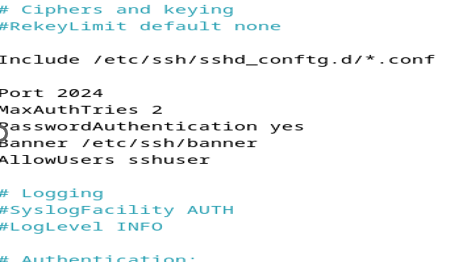 # Ciphers and keying
#RekeyLimit default none
Include /etc/ssh/sshd_conftg.d/*.conf
Port 2024
MaxAuthTries 2
PasswordAuthentication yes
Banner /etc/ssh/banner
AllowUsers sshuser
# Logging
#SyslogFacility AUTH
#LogLevel INFO
# Authentication: